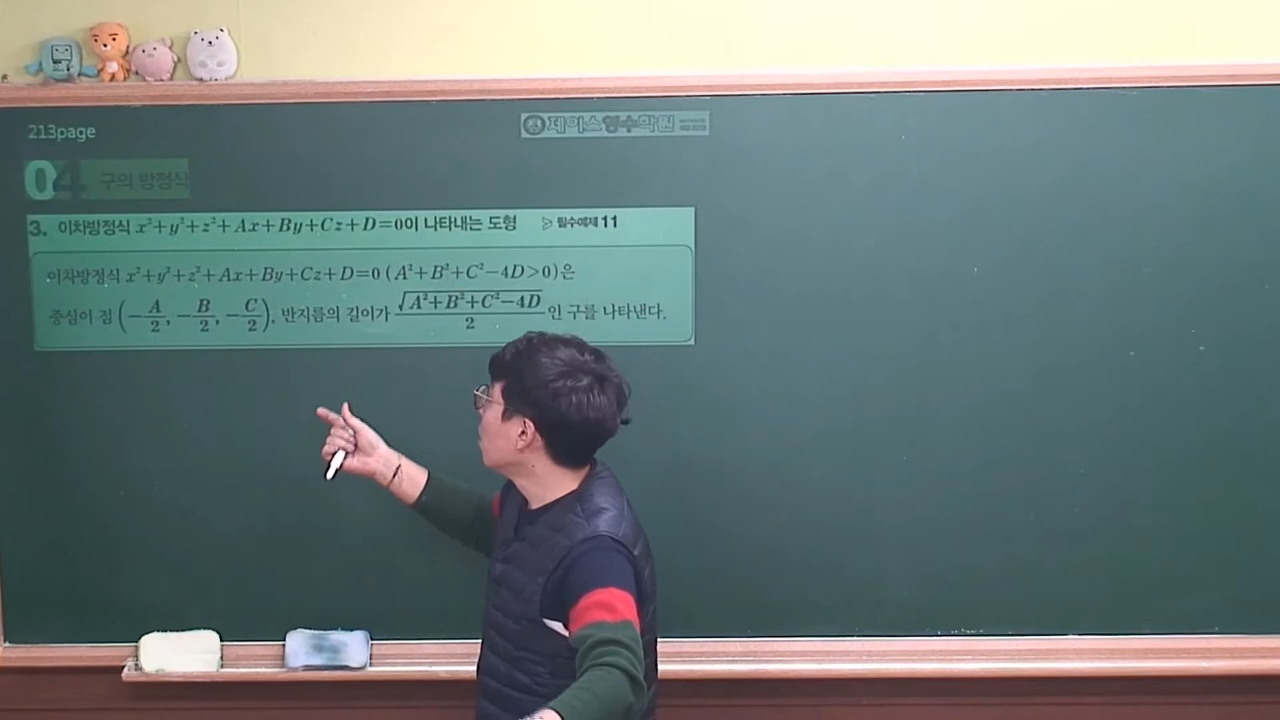 213page
제이스영수학원
04 구의 방정식
3. 이차방정식 x²+y²+z²+Ax+By+Cz+D=0이 나타내는 도형 ▷ 필수예제 11
이차방정식 x²+y²+z²+Ax+By+Cz+D=0 (A²+B²+C²-4D>0)은
중심이 점 (-A/2, -B/2, -C/2), 반지름의 길이가 √(A²+B²+C²-4D)/2 인 구를 나타낸다.